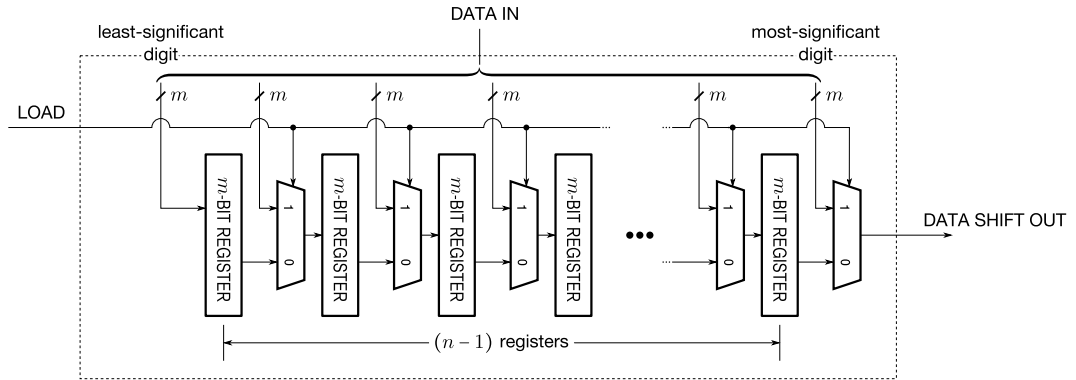 DATA IN
least-significant
digit
most-significant
digit
m m m m m m
LOAD
m-BIT REGISTER
1
0
m-BIT REGISTER
1
0
m-BIT REGISTER
1
0
m-BIT REGISTER
1
0
m-BIT REGISTER
1
0
DATA SHIFT OUT
(n – 1) registers